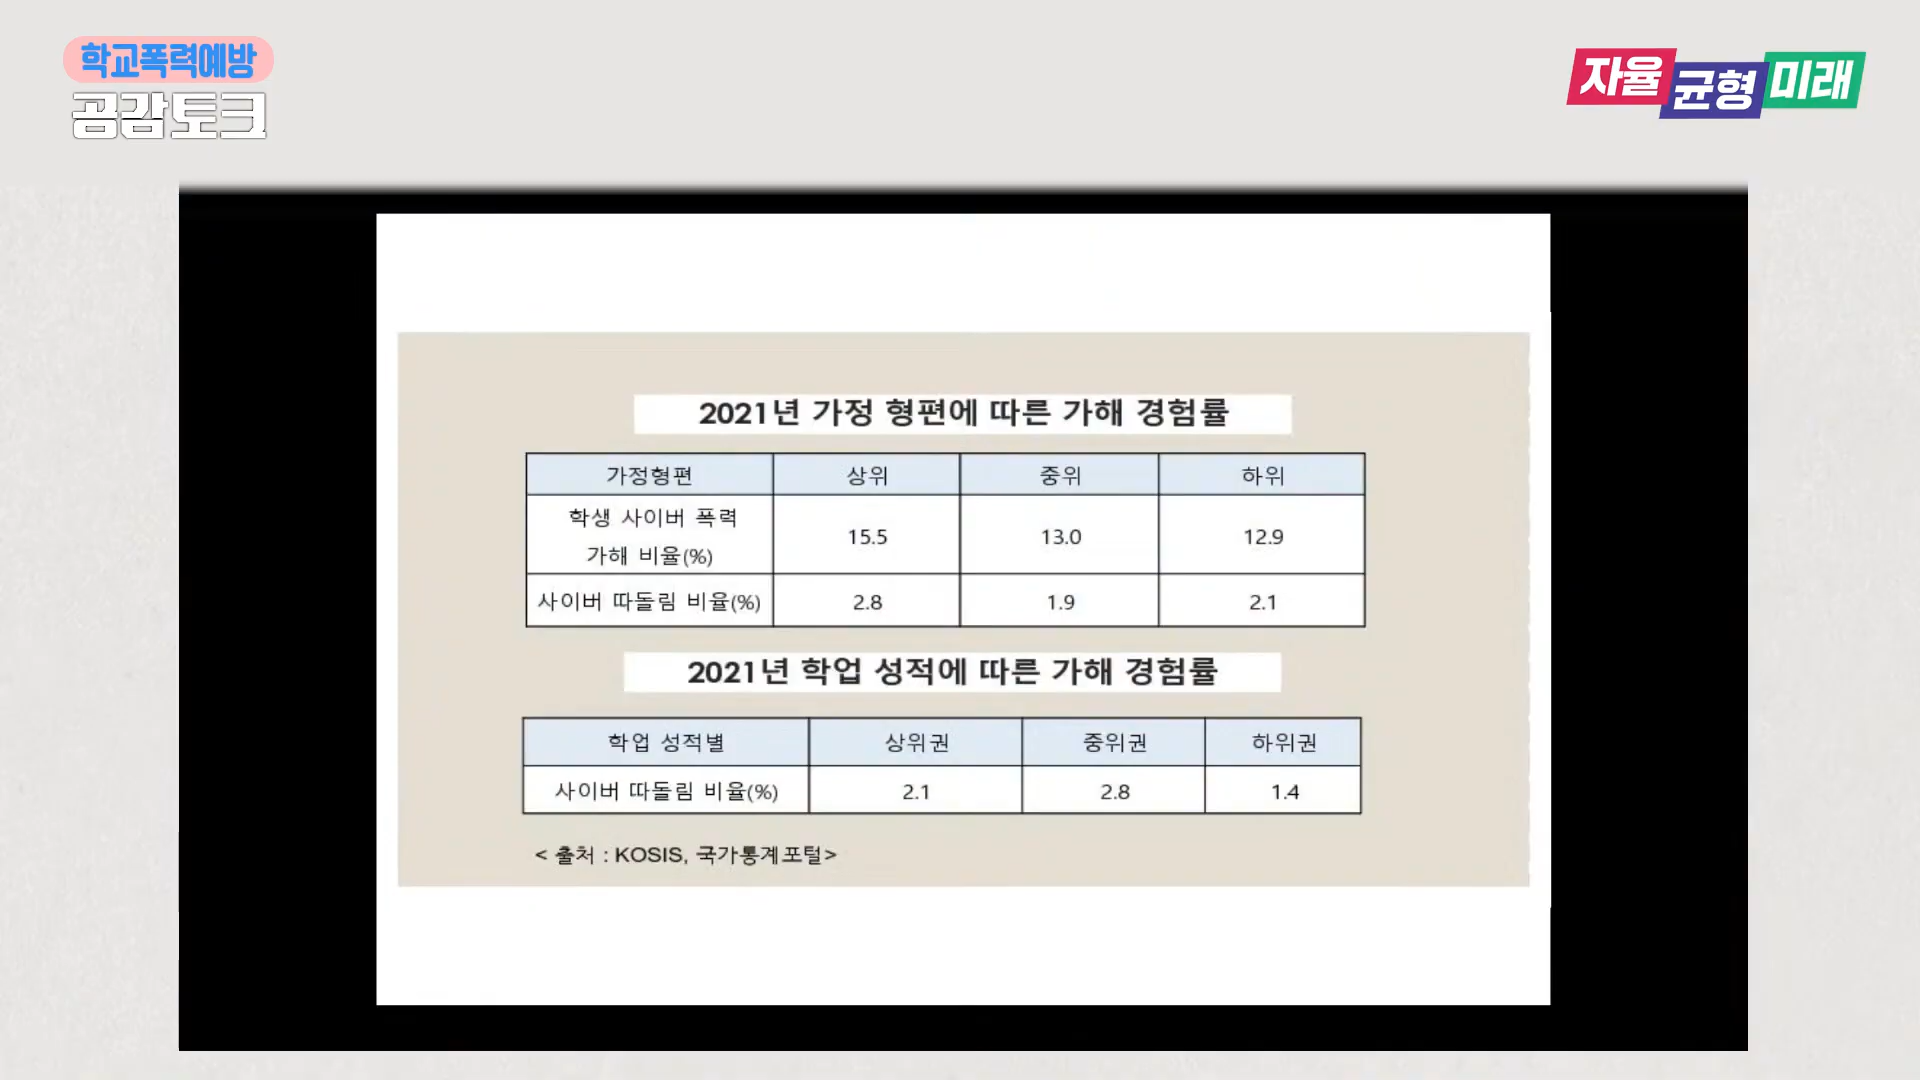 학교폭력예방
공감토크
자율 균형 미래
2021년 가정 형편에 따른 가해 경험률
가정형편 상위 중위 하위
학생 사이버 폭력
가해 비율(%) 15.5 13.0 12.9
사이버 따돌림 비율(%) 2.8 1.9 2.1
2021년 학업 성적에 따른 가해 경험률
학업 성적별 상위권 중위권 하위권
사이버 따돌림 비율(%) 2.1 2.8 1.4
< 출처 : KOSIS, 국가통계포털>